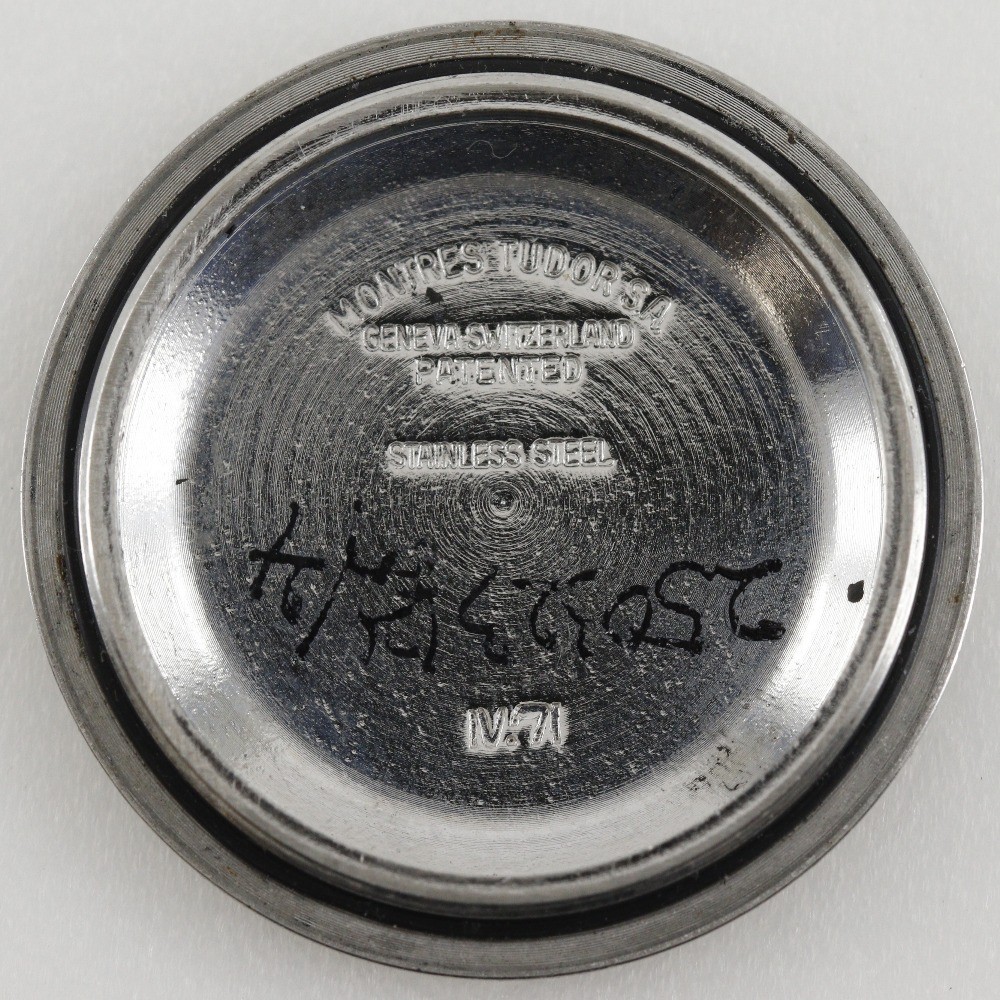 MONTRES TUDOR S.A
GENEVA-SWITZERLAND
PATENTED
STAINLESS STEEL
IV.71